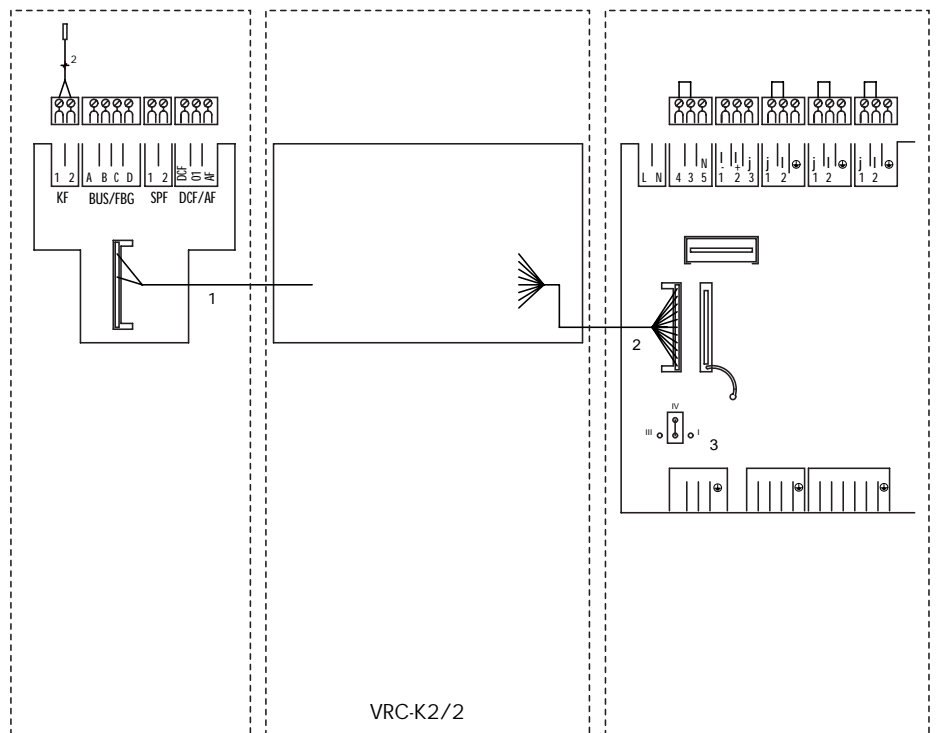 2
1 2 A B C D 1 2 DCF 01 AF
KF BUS/FBG SPF DCF/AF
1
L N 4 3 N 5 l - 1 l + 2 j 3 j 1 l 2 j 1 l 2 j 1 l 2
2
IV
III I
3
VRC-K2/2